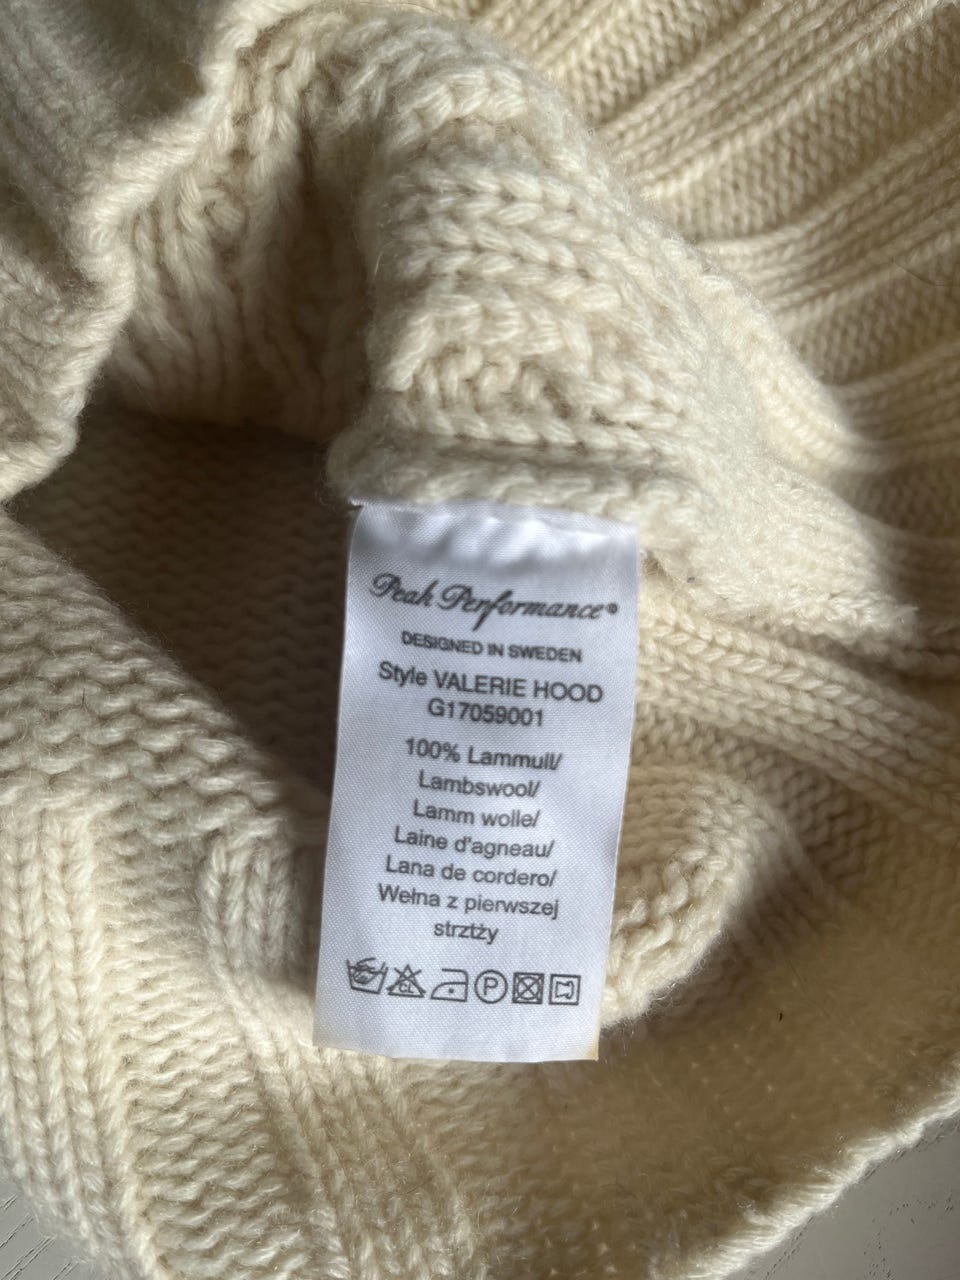 Peak Performance®
DESIGNED IN SWEDEN
Style VALERIE HOOD
G17059001
100% Lammull/
Lambswool/
Lamm wolle/
Laine d'agneau/
Lana de cordero/
Wełna z pierwszej
strztży
CL P